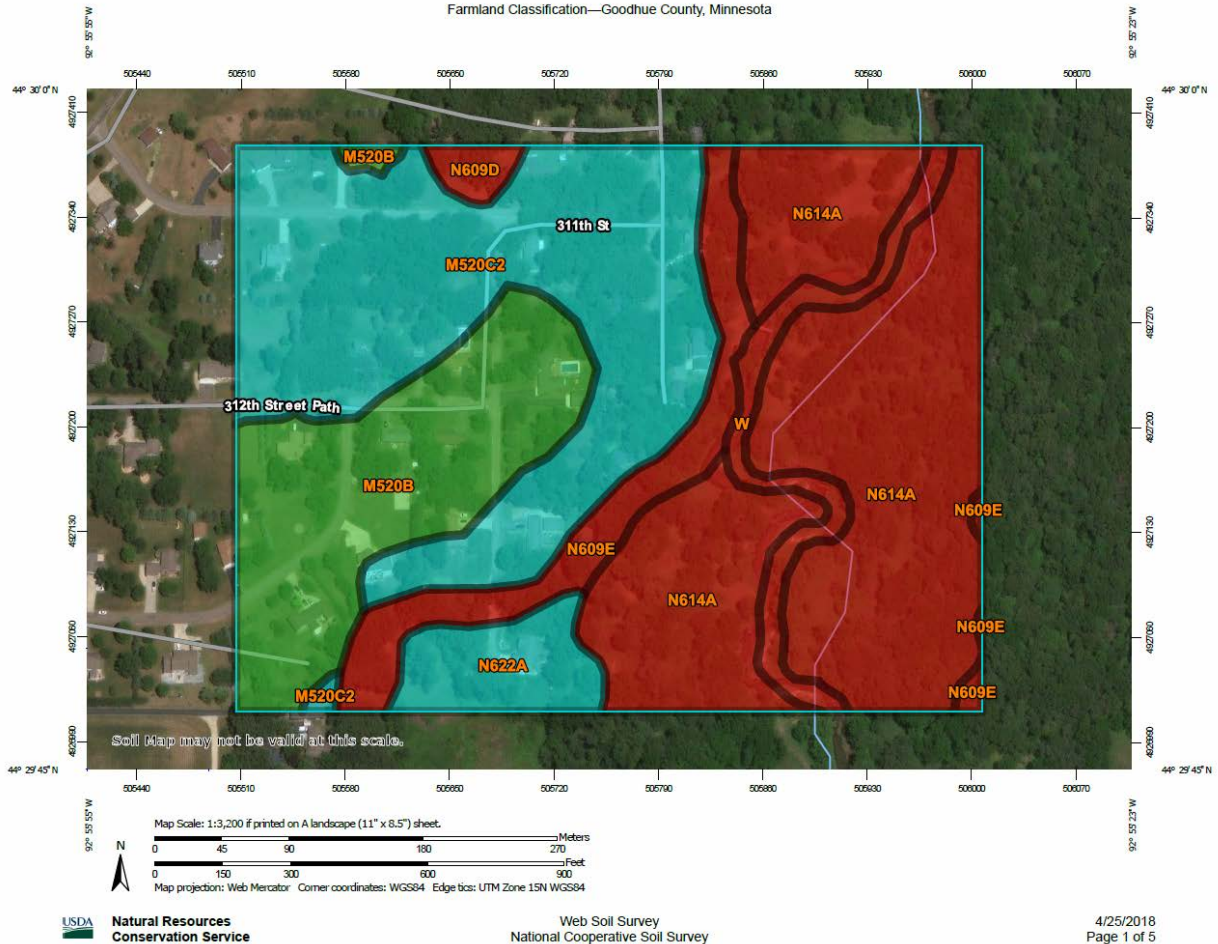 Farmland Classification—Goodhue County, Minnesota
92° 55' 55" W
92° 55' 23" W
505440 505510 505580 505650 505720 505790 505860 505930 506000 506070
44° 30' 0" N
44° 30' 0" N
4927410
4927410
M520B
N609D
N614A
4927340
4927340
311th St
M520C2
4927270
4927270
312th Street Path
4927200
4927200
W
M520B
N614A
N609E
4927130
4927130
N609E
N614A
N609E
4927060
4927060
N622A
M520C2
N609E
Soil Map may not be valid at this scale.
4926990
4926990
44° 29' 45" N
44° 29' 45" N
505440 505510 505580 505650 505720 505790 505860 505930 506000 506070
92° 55' 55" W
92° 55' 23" W
Map Scale: 1:3,200 if printed on A landscape (11" x 8.5") sheet.
N
Meters
0 45 90 180 270
Feet
0 150 300 600 900
Map projection: Web Mercator Corner coordinates: WGS84 Edge tics: UTM Zone 15N WGS84
USDA
Natural Resources
Conservation Service
Web Soil Survey
National Cooperative Soil Survey
4/25/2018
Page 1 of 5